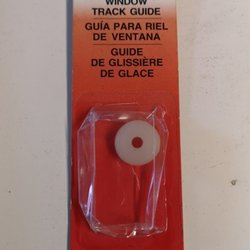 WINDOW
TRACK GUIDE
GUÍA PARA RIEL
DE VENTANA
GUIDE
DE GLISSIÈRE
DE GLACE